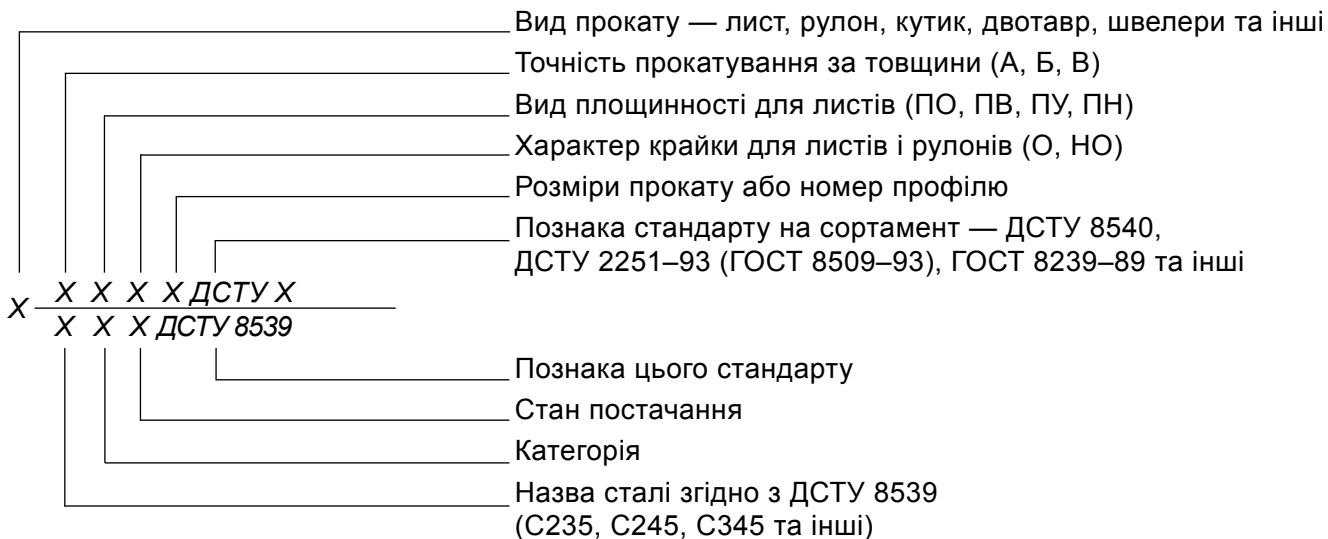 Вид прокату — лист, рулон, кутик, двотавр, швелери та інші
Точність прокатування за товщини (А, Б, В)
Вид площинності для листів (ПО, ПВ, ПУ, ПН)
Характер крайки для листів і рулонів (О, НО)
Розміри прокату або номер профілю
Познака стандарту на сортамент — ДСТУ 8540,
ДСТУ 2251–93 (ГОСТ 8509–93), ГОСТ 8239–89 та інші
Х Х Х Х ДСТУ Х
Х
Х Х Х ДСТУ 8539
Познака цього стандарту
Стан постачання
Категорія
Назва сталі згідно з ДСТУ 8539
(С235, С245, С345 та інші)